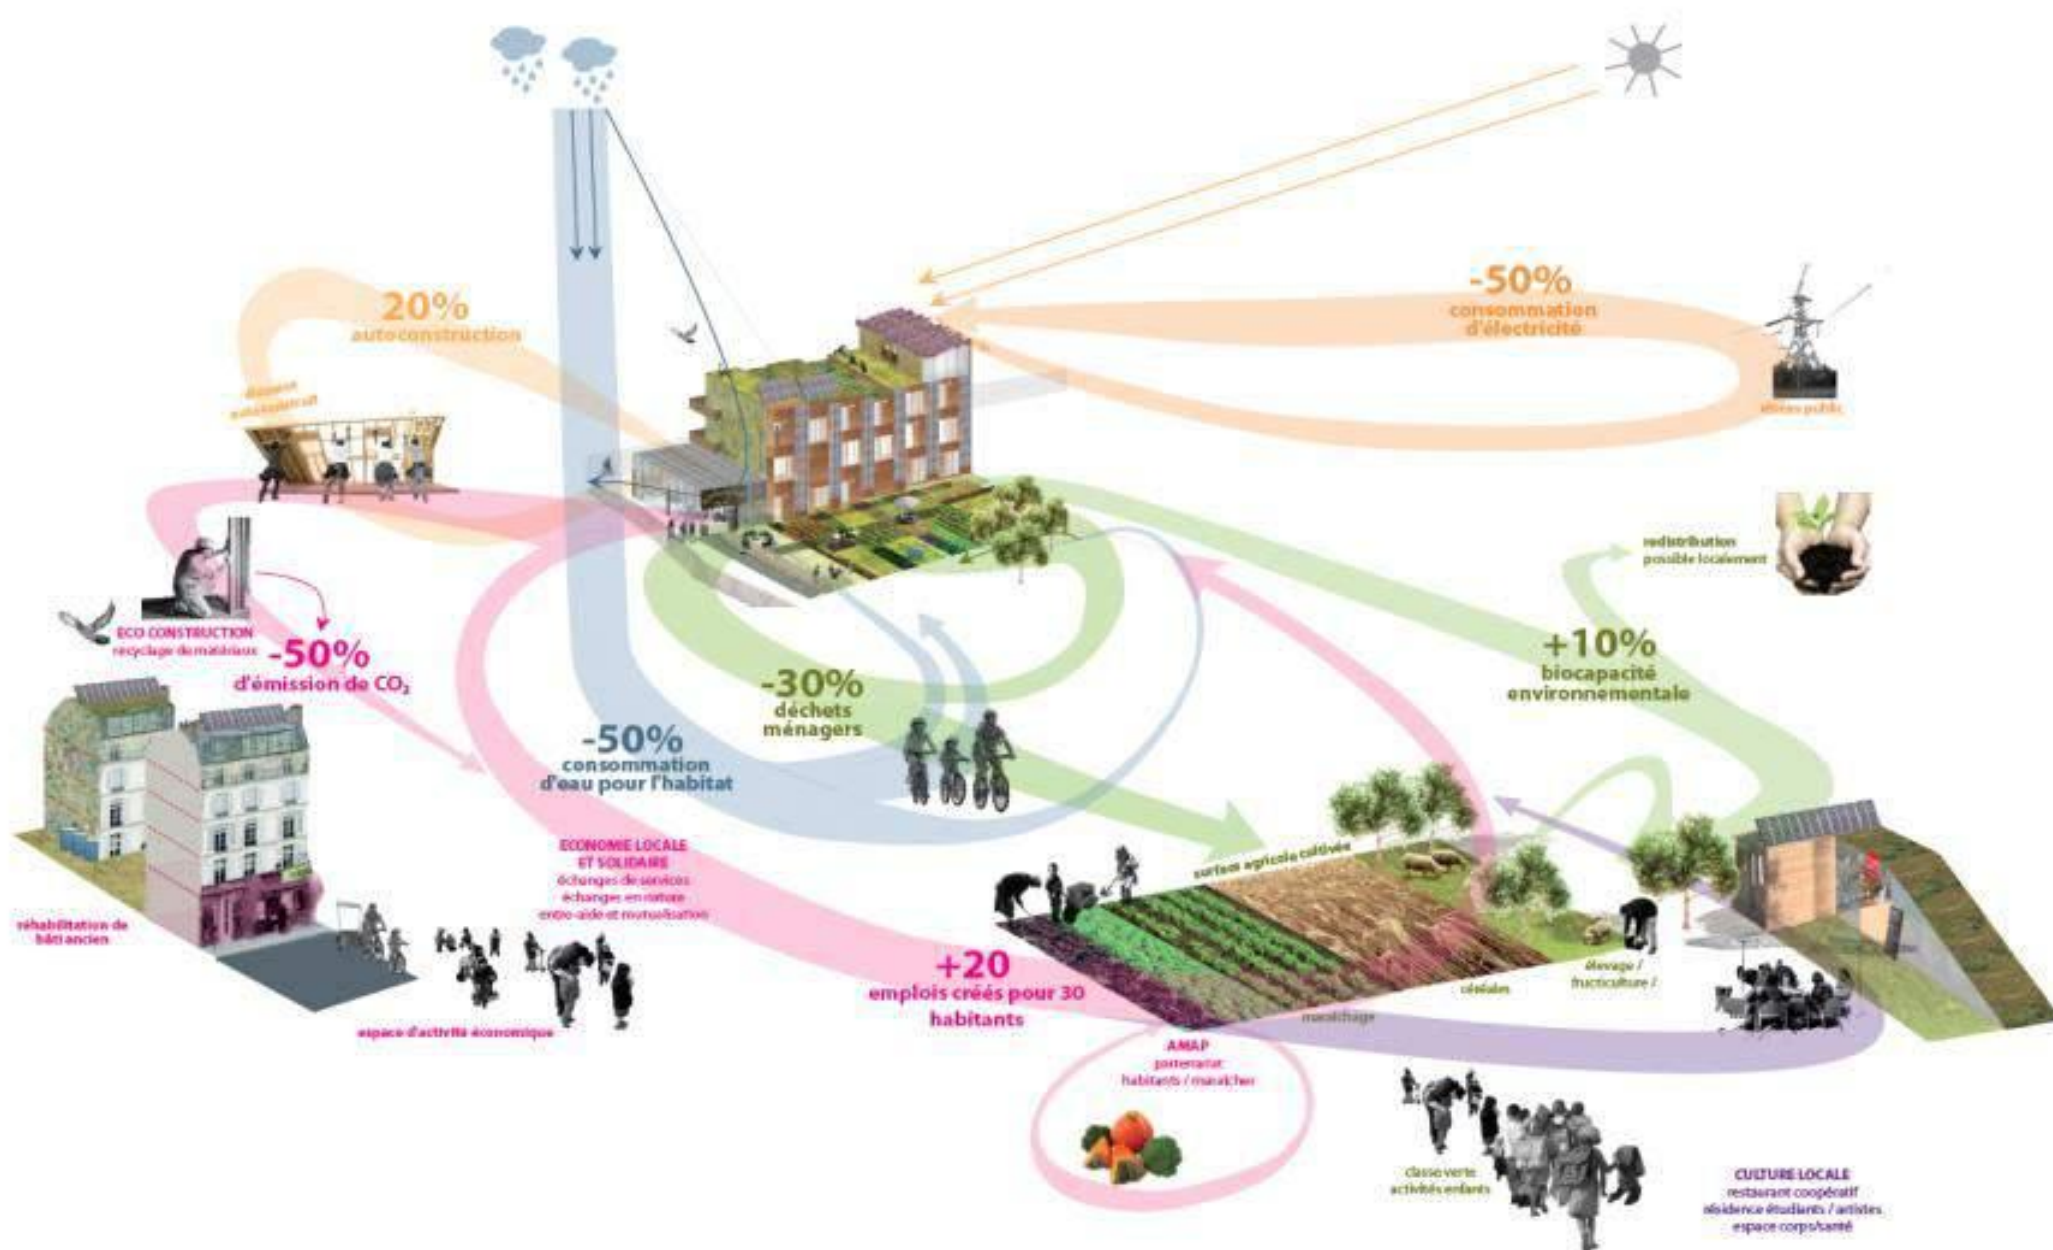 20%
autoconstruction
-50%
consommation
d'électricité
réseau public
redistribution
possible localement
ECO CONSTRUCTION
recyclage de matériaux
-50%
d'émission de CO₂
+10%
biocapacité
environnementale
-30%
déchets
ménagers
-50%
consommation
d'eau pour l'habitat
ECONOMIE LOCALE
ET SOLIDAIRE
échanges de services
échanges en nature
entre-aide et mutualisation
surface agricole cultivée
réhabilitation de
bâti ancien
espace d'activité économique
+20
emplois créés pour 30
habitants
élevage /
fructiculture /
céréales
maraîchage
AMAP
partenariat
habitants / maraîcher
classe verte
activités enfants
CULTURE LOCALE
restaurant coopératif
résidence étudiants / artistes
espace corps/santé